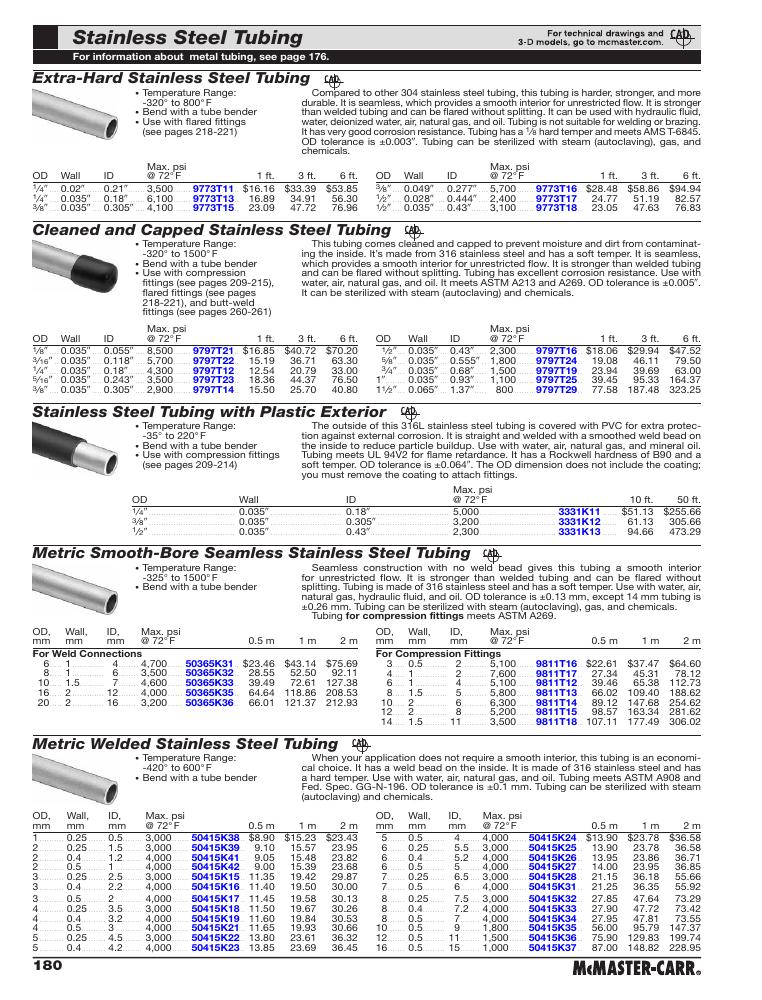 Stainless Steel Tubing
For technical drawings and
3-D models, go to mcmaster.com.
CAD
For information about metal tubing, see page 176.
Extra-Hard Stainless Steel Tubing CAD
• Temperature Range:
-320° to 800°F
• Bend with a tube bender
• Use with flared fittings
(see pages 218-221)
Compared to other 304 stainless steel tubing, this tubing is harder, stronger, and more
durable. It is seamless, which provides a smooth interior for unrestricted flow. It is stronger
than welded tubing and can be flared without splitting. It can be used with hydraulic fluid,
water, deionized water, air, natural gas, and oil. Tubing is not suitable for welding or brazing.
It has very good corrosion resistance. Tubing has a 1/8 hard temper and meets AMS T-6845.
OD tolerance is ±0.003". Tubing can be sterilized with steam (autoclaving), gas, and
chemicals.
OD Wall ID Max. psi @ 72°F 1 ft. 3 ft. 6 ft.
1/4" 0.02" 0.21" 3,500 9773T11 $16.16 $33.39 $53.85
1/4" 0.035" 0.18" 6,100 9773T13 16.89 34.91 56.30
3/8" 0.035" 0.305" 4,100 9773T15 23.09 47.72 76.96
OD Wall ID Max. psi @ 72°F 1 ft. 3 ft. 6 ft.
3/8" 0.049" 0.277" 5,700 9773T16 $28.48 $58.86 $94.94
1/2" 0.028" 0.444" 2,400 9773T17 24.77 51.19 82.57
1/2" 0.035" 0.43" 3,100 9773T18 23.05 47.63 76.83
Cleaned and Capped Stainless Steel Tubing CAD
• Temperature Range:
-320° to 1500°F
• Bend with a tube bender
• Use with compression
fittings (see pages 209-215),
flared fittings (see pages
218-221), and butt-weld
fittings (see pages 260-261)
This tubing comes cleaned and capped to prevent moisture and dirt from contaminat-
ing the inside. It's made from 316 stainless steel and has a soft temper. It is seamless,
which provides a smooth interior for unrestricted flow. It is stronger than welded tubing
and can be flared without splitting. Tubing has excellent corrosion resistance. Use with
water, air, natural gas, and oil. It meets ASTM A213 and A269. OD tolerance is ±0.005".
It can be sterilized with steam (autoclaving) and chemicals.
OD Wall ID Max. psi @ 72°F 1 ft. 3 ft. 6 ft.
1/8" 0.035" 0.055" 8,500 9797T21 $16.85 $40.72 $70.20
3/16" 0.035" 0.118" 5,700 9797T22 15.19 36.71 63.30
1/4" 0.035" 0.18" 4,300 9797T12 12.54 20.79 33.00
5/16" 0.035" 0.243" 3,500 9797T23 18.36 44.37 76.50
3/8" 0.035" 0.305" 2,900 9797T14 15.50 25.70 40.80
OD Wall ID Max. psi @ 72°F 1 ft. 3 ft. 6 ft.
1/2" 0.035" 0.43" 2,300 9797T16 $18.06 $29.94 $47.52
5/8" 0.035" 0.555" 1,800 9797T24 19.08 46.11 79.50
3/4" 0.035" 0.68" 1,500 9797T19 23.94 39.69 63.00
1" 0.035" 0.93" 1,100 9797T25 39.45 95.33 164.37
1 1/2" 0.065" 1.37" 800 9797T29 77.58 187.48 323.25
Stainless Steel Tubing with Plastic Exterior CAD
• Temperature Range:
-35° to 220°F
• Bend with a tube bender
• Use with compression fittings
(see pages 209-214)
The outside of this 316L stainless steel tubing is covered with PVC for extra protec-
tion against external corrosion. It is straight and welded with a smoothed weld bead on
the inside to reduce particle buildup. Use with water, air, natural gas, and mineral oil.
Tubing meets UL 94V2 for flame retardance. It has a Rockwell hardness of B90 and a
soft temper. OD tolerance is ±0.064". The OD dimension does not include the coating;
you must remove the coating to attach fittings.
OD Wall ID Max. psi @ 72°F 10 ft. 50 ft.
1/4" 0.035" 0.18" 5,000 3331K11 $51.13 $255.66
3/8" 0.035" 0.305" 3,200 3331K12 61.13 305.66
1/2" 0.035" 0.43" 2,300 3331K13 94.66 473.29
Metric Smooth-Bore Seamless Stainless Steel Tubing CAD
• Temperature Range:
-325° to 1500°F
• Bend with a tube bender
Seamless construction with no weld bead gives this tubing a smooth interior
for unrestricted flow. It is stronger than welded tubing and can be flared without
splitting. Tubing is made of 316 stainless steel and has a soft temper. Use with water, air,
natural gas, hydraulic fluid, and oil. OD tolerance is ±0.13 mm, except 14 mm tubing is
±0.26 mm. Tubing can be sterilized with steam (autoclaving), gas, and chemicals.
Tubing for compression fittings meets ASTM A269.
OD, mm Wall, mm ID, mm Max. psi @ 72°F 0.5 m 1 m 2 m
For Weld Connections
6 1 4 4,700 50365K31 $23.46 $43.14 $75.69
8 1 6 3,500 50365K32 28.55 52.50 92.11
10 1.5 7 4,600 50365K33 39.49 72.61 127.38
16 2 12 4,000 50365K35 64.64 118.86 208.53
20 2 16 3,200 50365K36 66.01 121.37 212.93
OD, mm Wall, mm ID, mm Max. psi @ 72°F 0.5 m 1 m 2 m
For Compression Fittings
3 0.5 2 5,100 9811T16 $22.61 $37.47 $64.60
4 1 2 7,600 9811T17 27.34 45.31 78.12
6 1 4 5,100 9811T12 39.46 65.38 112.73
8 1.5 5 5,800 9811T13 66.02 109.40 188.62
10 2 6 6,300 9811T14 89.12 147.68 254.62
12 2 8 5,200 9811T15 98.57 163.34 281.62
14 1.5 11 3,500 9811T18 107.11 177.49 306.02
Metric Welded Stainless Steel Tubing CAD
• Temperature Range:
-420° to 600°F
• Bend with a tube bender
When your application does not require a smooth interior, this tubing is an economi-
cal choice. It has a weld bead on the inside. It is made of 316 stainless steel and has
a hard temper. Use with water, air, natural gas, and oil. Tubing meets ASTM A908 and
Fed. Spec. GG-N-196. OD tolerance is ±0.1 mm. Tubing can be sterilized with steam
(autoclaving) and chemicals.
OD, mm Wall, mm ID, mm Max. psi @ 72°F 0.5 m 1 m 2 m
1 0.25 0.5 3,000 50415K38 $8.90 $15.23 $23.43
2 0.25 1.5 3,000 50415K39 9.10 15.57 23.95
2 0.4 1.2 4,000 50415K41 9.05 15.48 23.82
2 0.5 1 4,000 50415K42 9.00 15.39 23.68
3 0.25 2.5 3,000 50415K15 11.35 19.42 29.87
3 0.4 2.2 4,000 50415K16 11.40 19.50 30.00
3 0.5 2 4,000 50415K17 11.45 19.58 30.13
4 0.25 3.5 3,000 50415K18 11.50 19.67 30.26
4 0.4 3.2 4,000 50415K19 11.60 19.84 30.53
4 0.5 3 4,000 50415K21 11.65 19.93 30.66
5 0.25 4.5 3,000 50415K22 13.80 23.61 36.32
5 0.4 4.2 4,000 50415K23 13.85 23.69 36.45
OD, mm Wall, mm ID, mm Max. psi @ 72°F 0.5 m 1 m 2 m
5 0.5 4 4,000 50415K24 $13.90 $23.78 $36.58
6 0.25 5.5 3,000 50415K25 13.90 23.78 36.58
6 0.4 5.2 4,000 50415K26 13.95 23.86 36.71
6 0.5 5 4,000 50415K27 14.00 23.95 36.85
7 0.25 6.5 3,000 50415K28 21.15 36.18 55.66
7 0.5 6 4,000 50415K31 21.25 36.35 55.92
8 0.25 7.5 3,000 50415K32 27.85 47.64 73.29
8 0.4 7.2 4,000 50415K33 27.90 47.72 73.42
8 0.5 7 4,000 50415K34 27.95 47.81 73.55
10 0.5 9 1,800 50415K35 56.00 95.79 147.37
12 0.5 11 1,500 50415K36 75.90 129.83 199.74
16 0.5 15 1,000 50415K37 87.00 148.82 228.95
180
McMASTER-CARR®